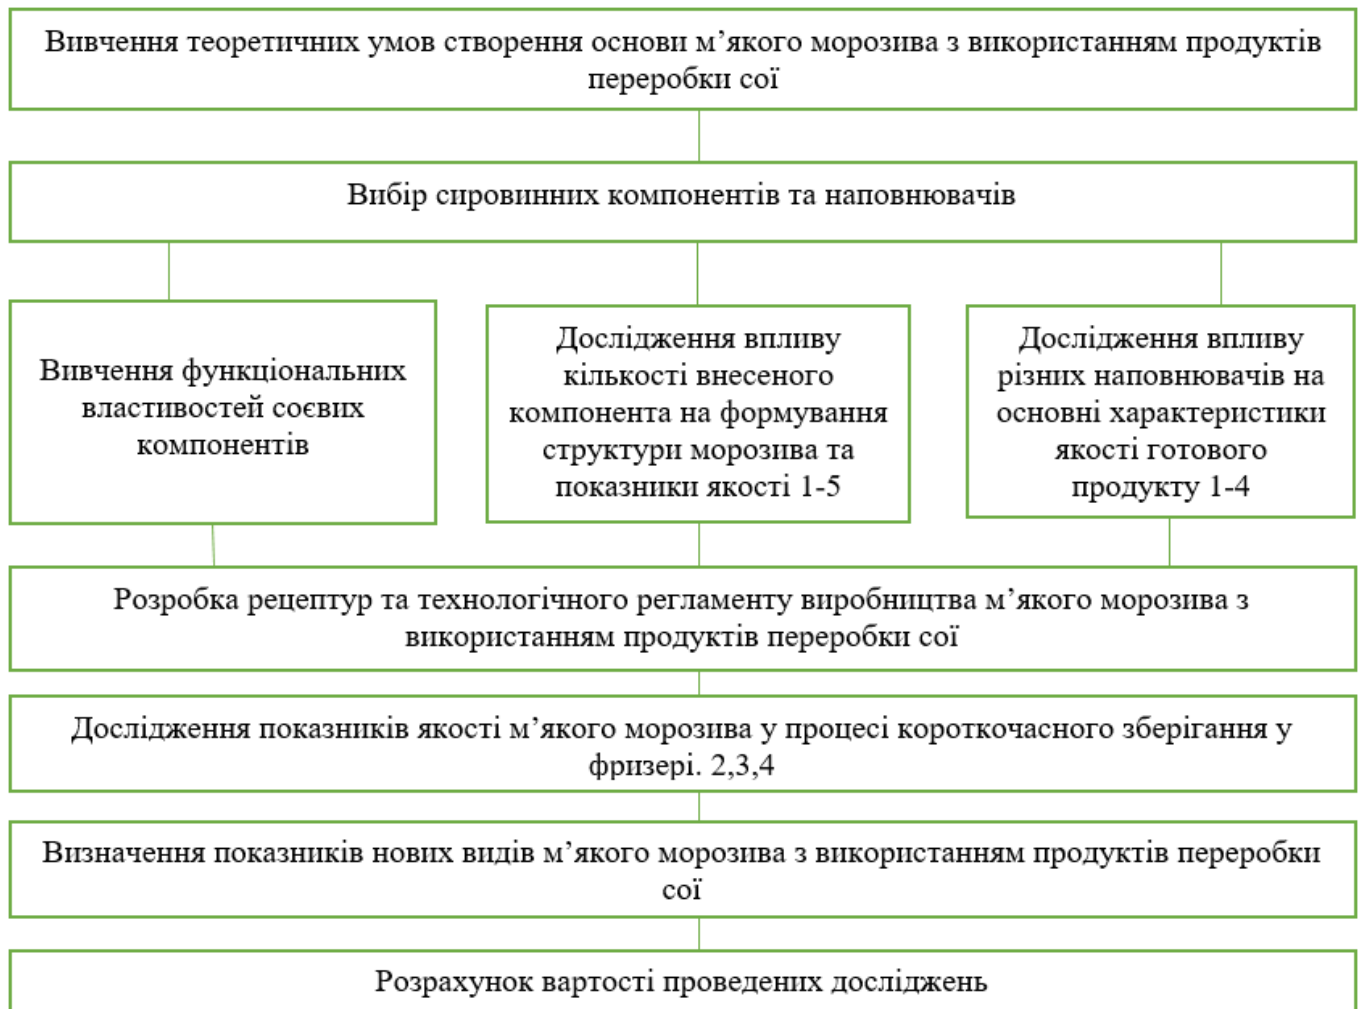 Вивчення теоретичних умов створення основи м’якого морозива з використанням продуктів
переробки сої
Вибір сировинних компонентів та наповнювачів
Вивчення функціональних
властивостей соєвих
компонентів
Дослідження впливу
кількості внесеного
компонента на формування
структури морозива та
показники якості 1-5
Дослідження впливу
різних наповнювачів на
основні характеристики
якості готового
продукту 1-4
Розробка рецептур та технологічного регламенту виробництва м’якого морозива з
використанням продуктів переробки сої
Дослідження показників якості м’якого морозива у процесі короткочасного зберігання у
фризері. 2,3,4
Визначення показників нових видів м’якого морозива з використанням продуктів переробки
сої
Розрахунок вартості проведених досліджень